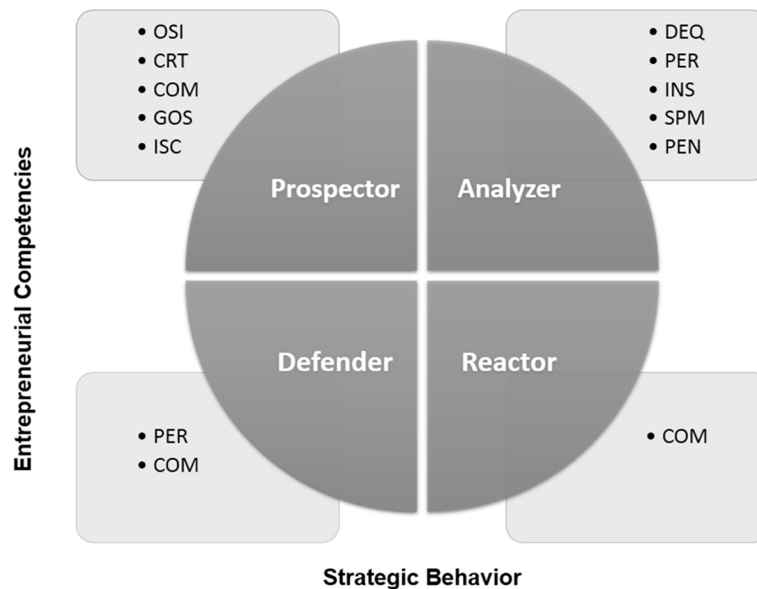 • OSI
• CRT
• COM
• GOS
• ISC
• DEQ
• PER
• INS
• SPM
• PEN
Prospector
Analyzer
Entrepreneurial Competencies
Defender
Reactor
• PER
• COM
• COM
Strategic Behavior